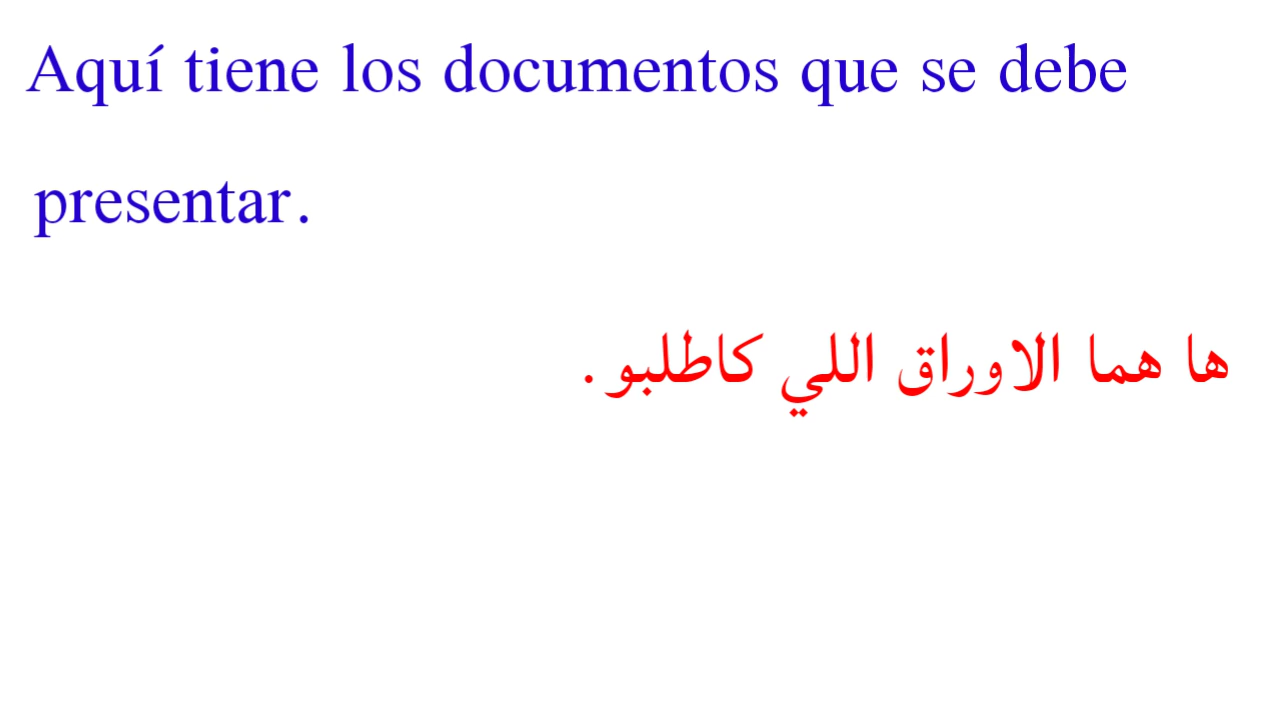 Aquí tiene los documentos que se debe
presentar.
ها هما الاوراق اللي كاطلبو.